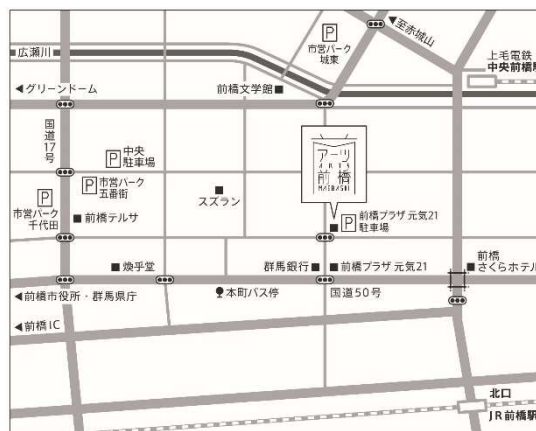 広瀬川
P
市営パーク
城東
至赤城山
上毛電鉄
中央前橋駅
グリーンドーム
前橋文学館
国道17号
P
中央
駐車場
P
市営パーク
五番街
P
市営パーク
千代田
前橋テルサ
スズラン
アーツ
ARTS
前橋
MAEBASHI
P
前橋プラザ 元気21
駐車場
煥乎堂
群馬銀行
前橋プラザ 元気21
前橋
さくらホテル
前橋市役所・群馬県庁
本町バス停
国道50号
前橋IC
北口
JR前橋駅